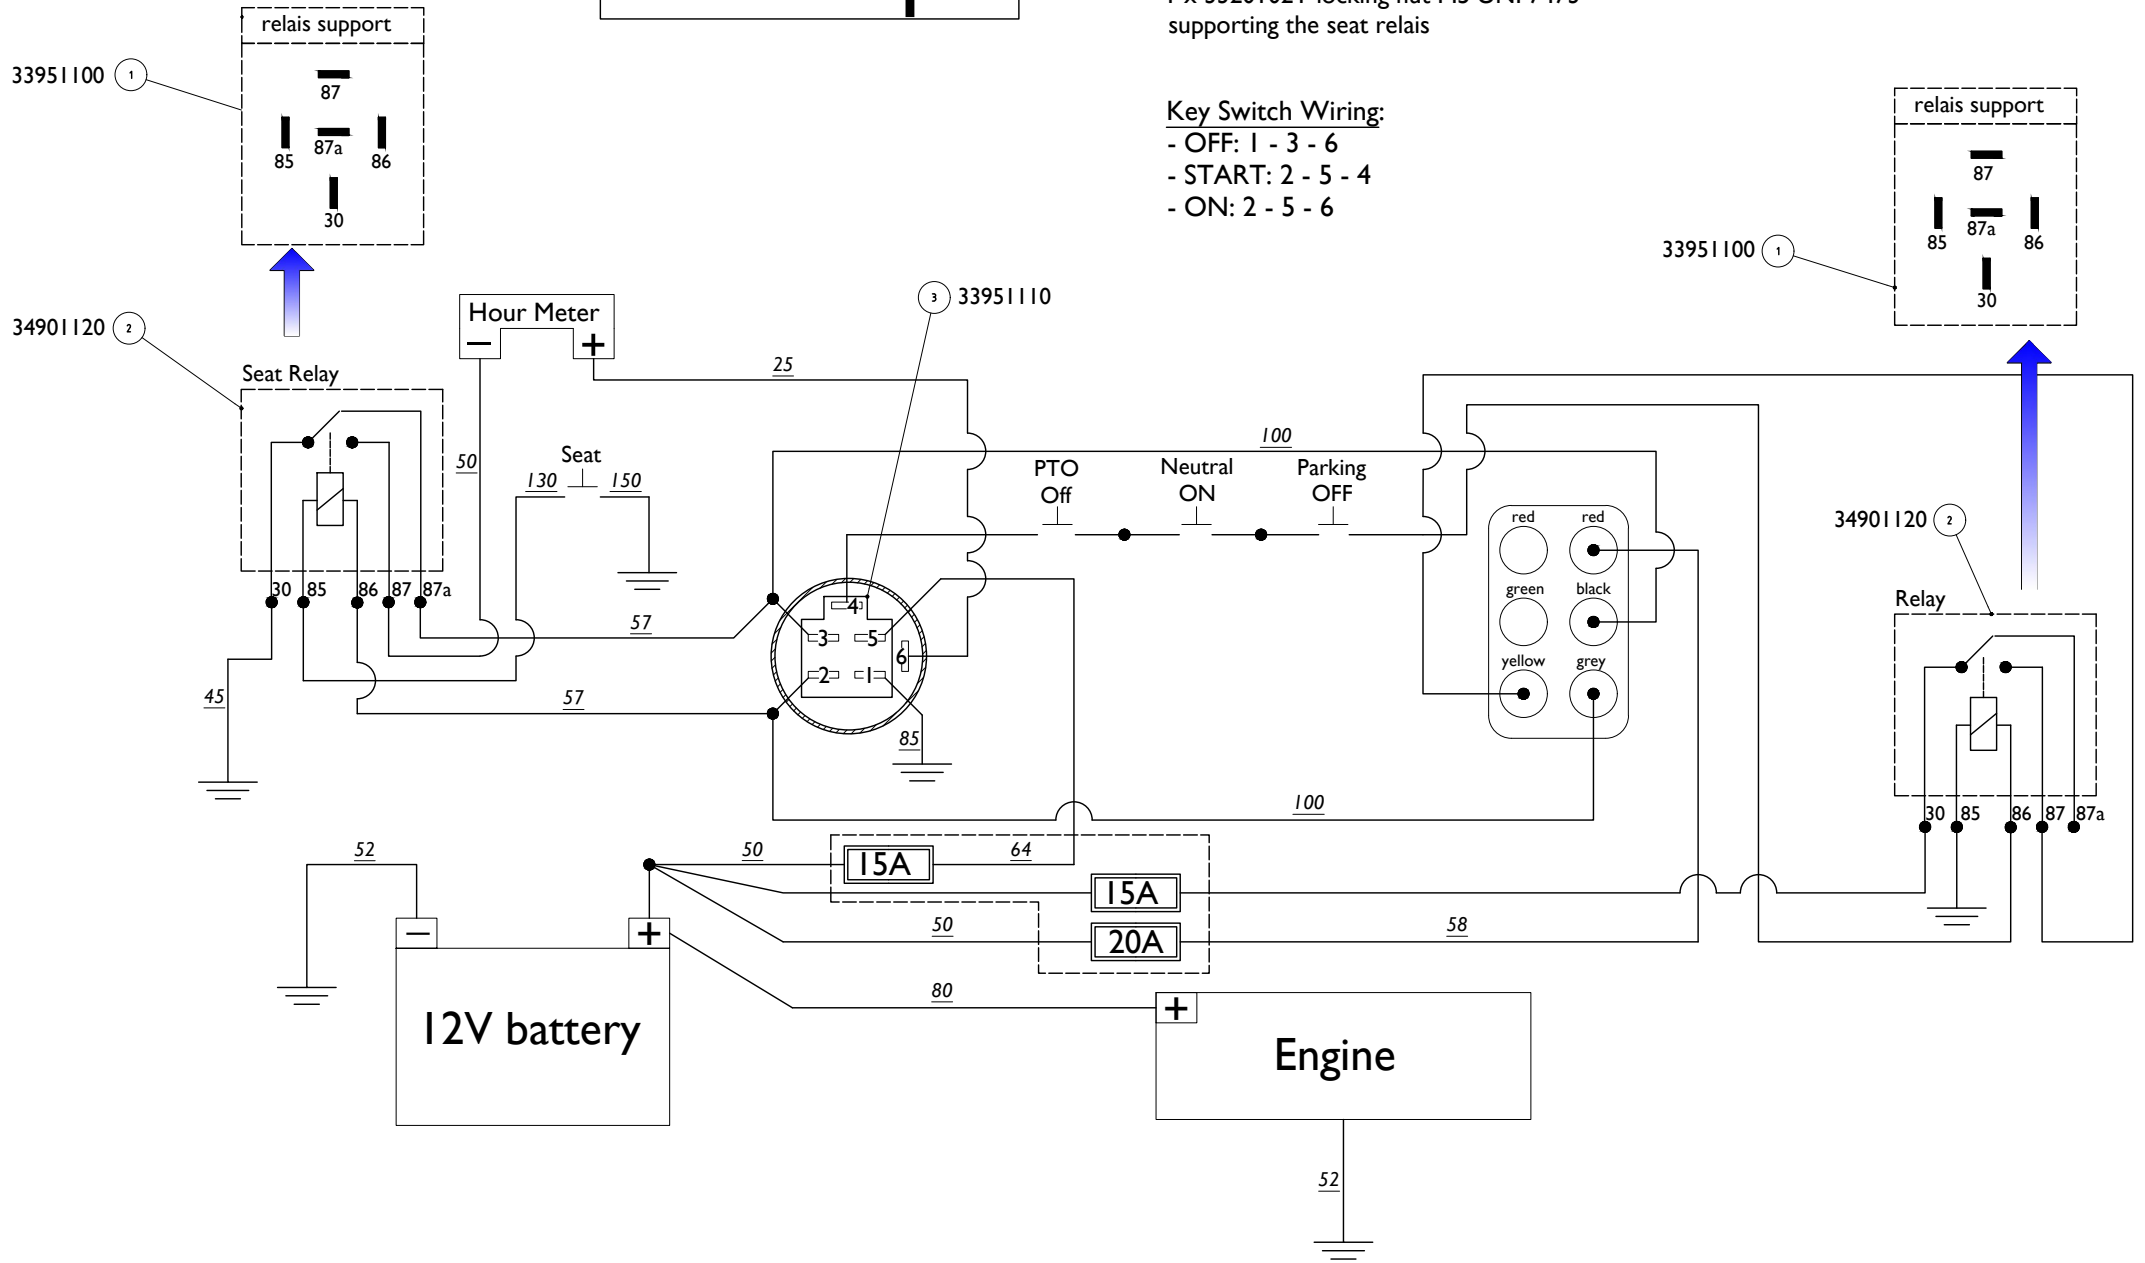 supporting the seat relais
relais support
33951100
1
87
85
87a
86
30
Key Switch Wiring:
- OFF: 1 - 3 - 6
- START: 2 - 5 - 4
- ON: 2 - 5 - 6
relais support
33951100
1
87
85
87a
86
30
34901120
2
Hour Meter
− +
3
33951110
25
Seat Relay
50
Seat
130
150
30
85
86
87
87a
57
57
45
100
PTO
Off
Neutral
ON
Parking
OFF
4
3
5
6
2
1
85
red
red
green
black
yellow
grey
34901120
2
Relay
30
85
86
87
87a
100
52
50
15A
64
15A
50
20A
58
− +
12V battery
80
+
Engine
52